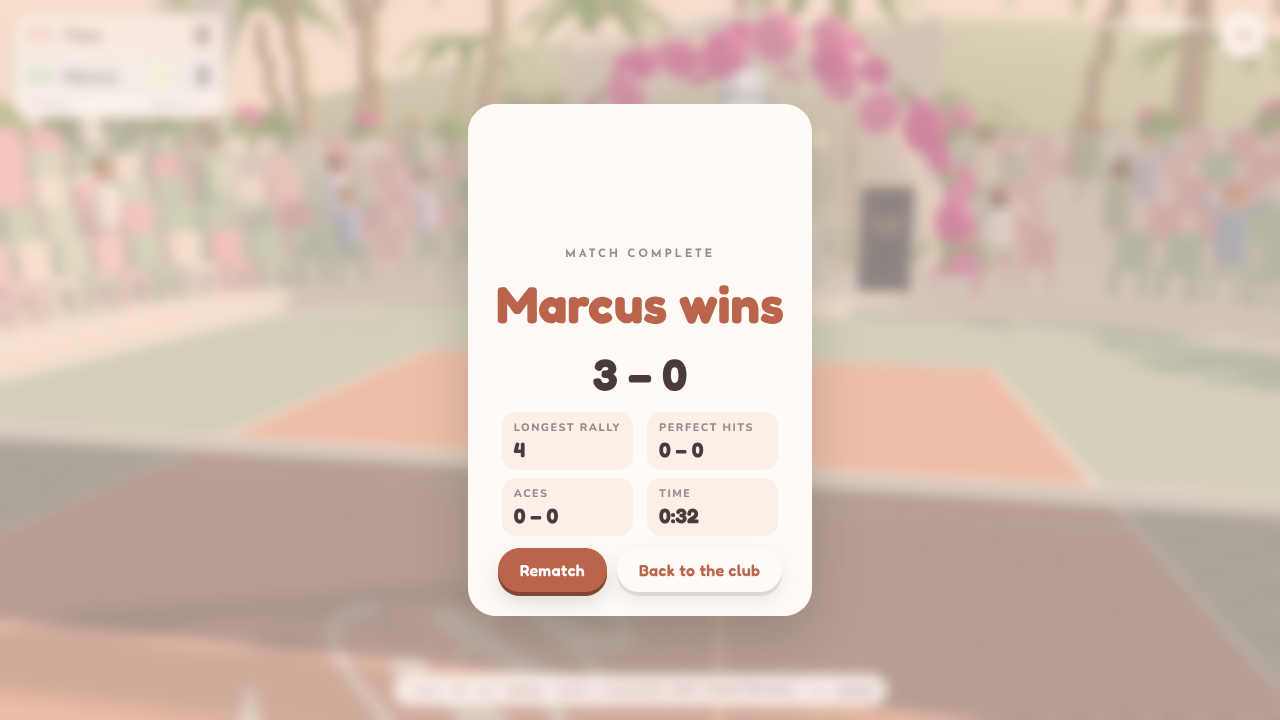 MATCH COMPLETE
Marcus wins
3 – 0
LONGEST RALLY
4
PERFECT HITS
0 – 0
ACES
0 – 0
TIME
0:32
Rematch
Back to the club